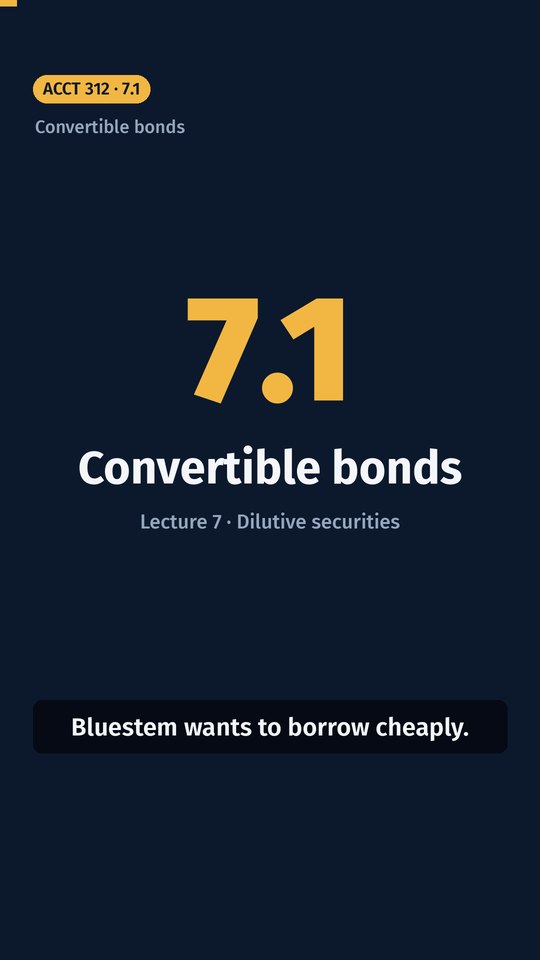 ACCT 312 · 7.1
Convertible bonds
7.1
Convertible bonds
Lecture 7 · Dilutive securities
Bluestem wants to borrow cheaply.